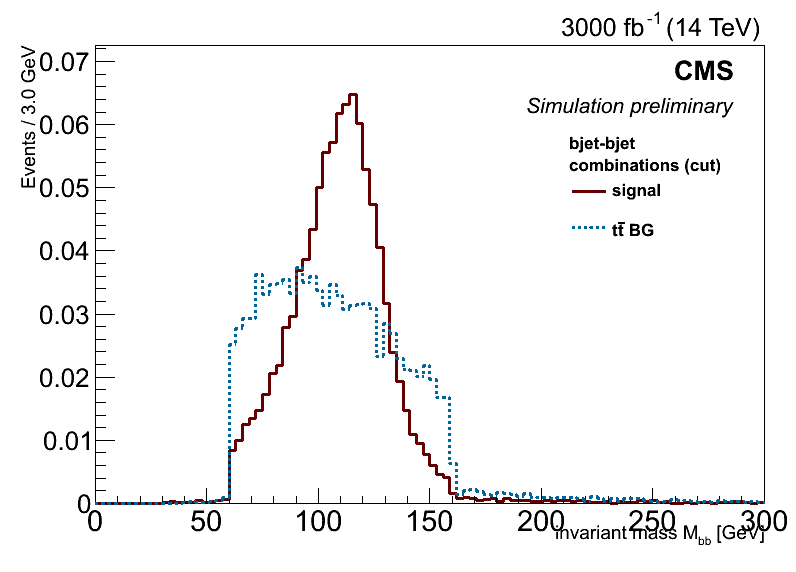 3000 fb⁻¹ (14 TeV)
CMS
Simulation preliminary
bjet-bjet
combinations (cut)
signal
tt̅ BG
Events / 3.0 GeV
0.07
0.06
0.05
0.04
0.03
0.02
0.01
0
0 50 100 150 200 250 300
invariant mass M_bb [GeV]